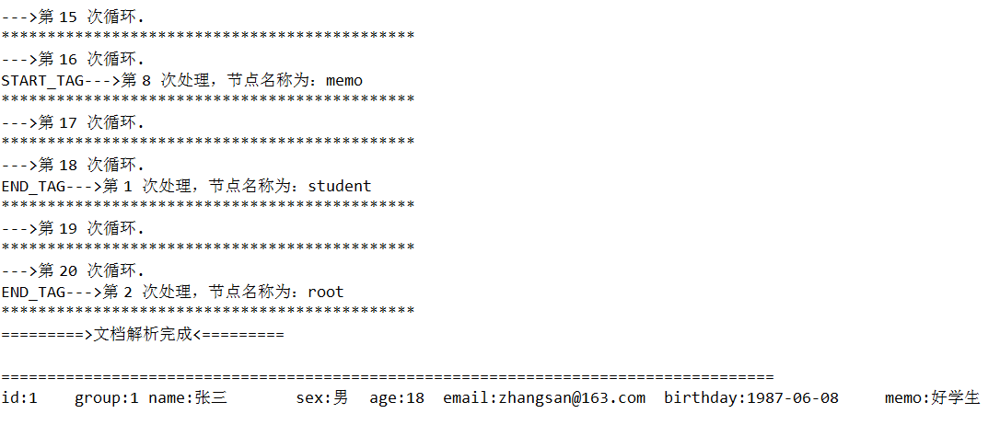 --->第 15 次循环.
*********************************************
--->第 16 次循环.
START_TAG--->第 8 次处理，节点名称为：memo
*********************************************
--->第 17 次循环.
*********************************************
--->第 18 次循环.
END_TAG--->第 1 次处理，节点名称为：student
*********************************************
--->第 19 次循环.
*********************************************
--->第 20 次循环.
END_TAG--->第 2 次处理，节点名称为：root
*********************************************
=========>文档解析完成<=========
====================================================================================
id:1    group:1 name:张三    sex:男  age:18  email:zhangsan@163.com  birthday:1987-06-08    memo:好学生